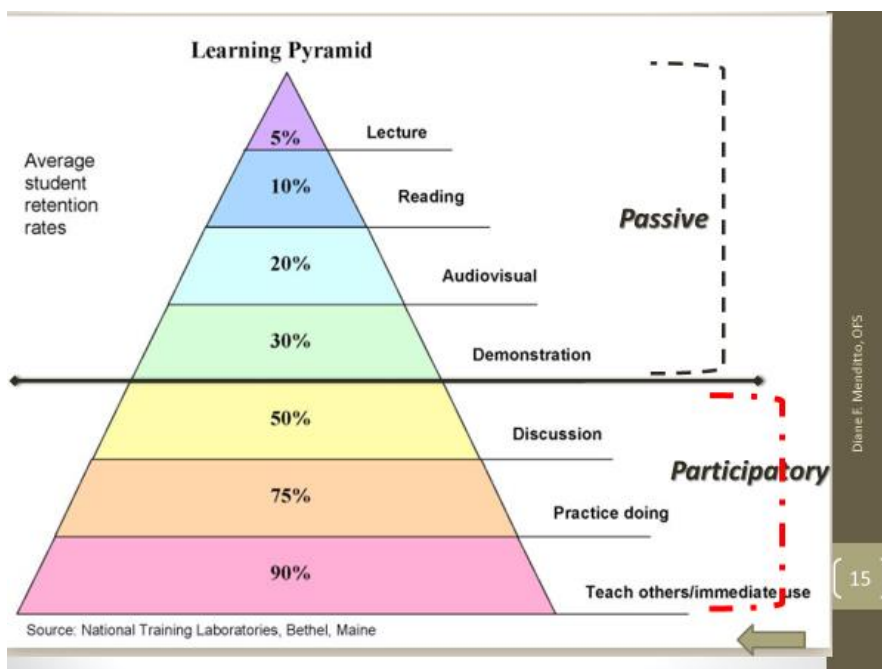 Learning Pyramid
Average
student
retention
rates
5%
Lecture
10%
Reading
20%
Audiovisual
30%
Demonstration
Passive
50%
Discussion
75%
Practice doing
90%
Teach others/immediate use
Participatory
Source: National Training Laboratories, Bethel, Maine
Diane F. Menditto, OFS
15